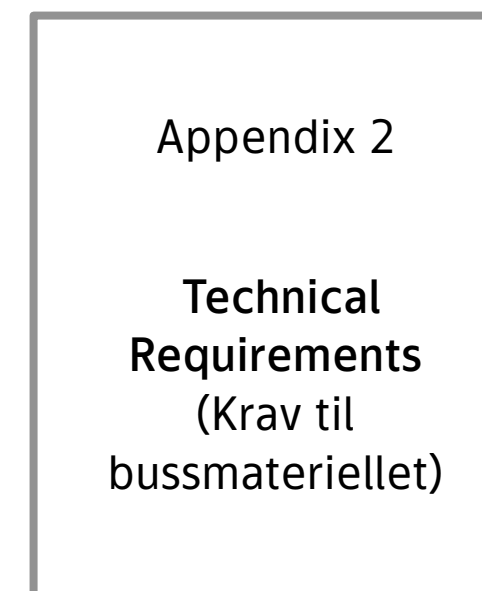 Appendix 2
Technical
Requirements
(Krav til
bussmateriellet)